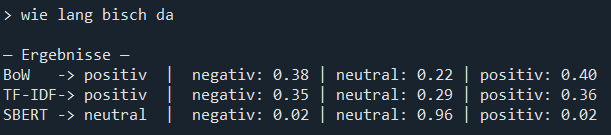 > wie lang bisch da
— Ergebnisse —
BoW -> positiv | negativ: 0.38 | neutral: 0.22 | positiv: 0.40
TF-IDF-> positiv | negativ: 0.35 | neutral: 0.29 | positiv: 0.36
SBERT -> neutral | negativ: 0.02 | neutral: 0.96 | positiv: 0.02